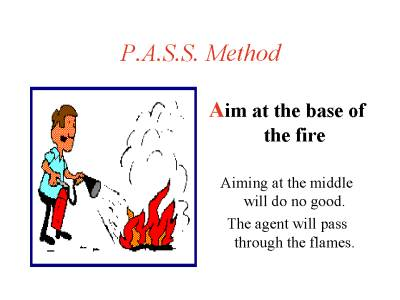 P.A.S.S. Method
Aim at the base of
the fire
Aiming at the middle
will do no good.
The agent will pass
through the flames.